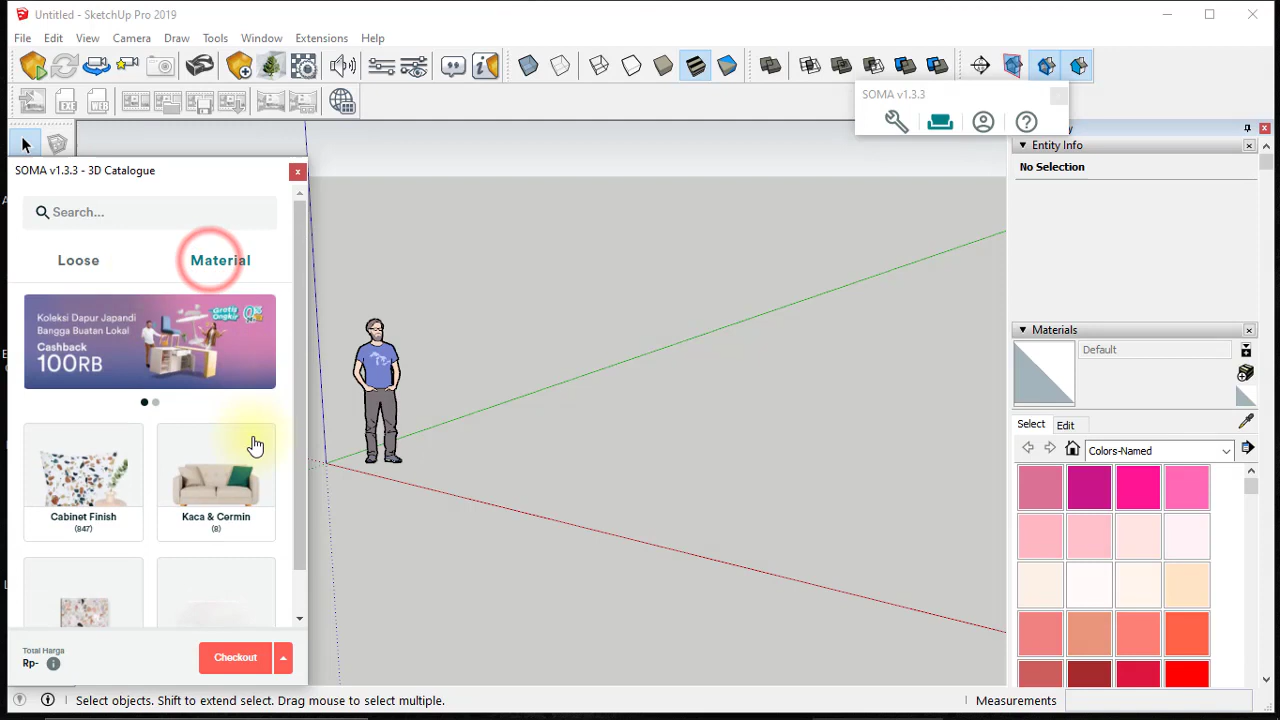 Untitled - SketchUp Pro 2019
File Edit View Camera Draw Tools Window Extensions Help
SOMA v1.3.3
SOMA v1.3.3 - 3D Catalogue
Search...
Loose Material
Koleksi Dapur Japandi
Bangga Buatan Lokal
Cashback
100RB
Gratis
Ongkir
Cabinet Finish
(847)
Kaca & Cermin
(8)
Total Harga
Rp-
Checkout
Entity Info
No Selection
Materials
Default
Select Edit
Colors-Named
Select objects. Shift to extend select. Drag mouse to select multiple.
Measurements